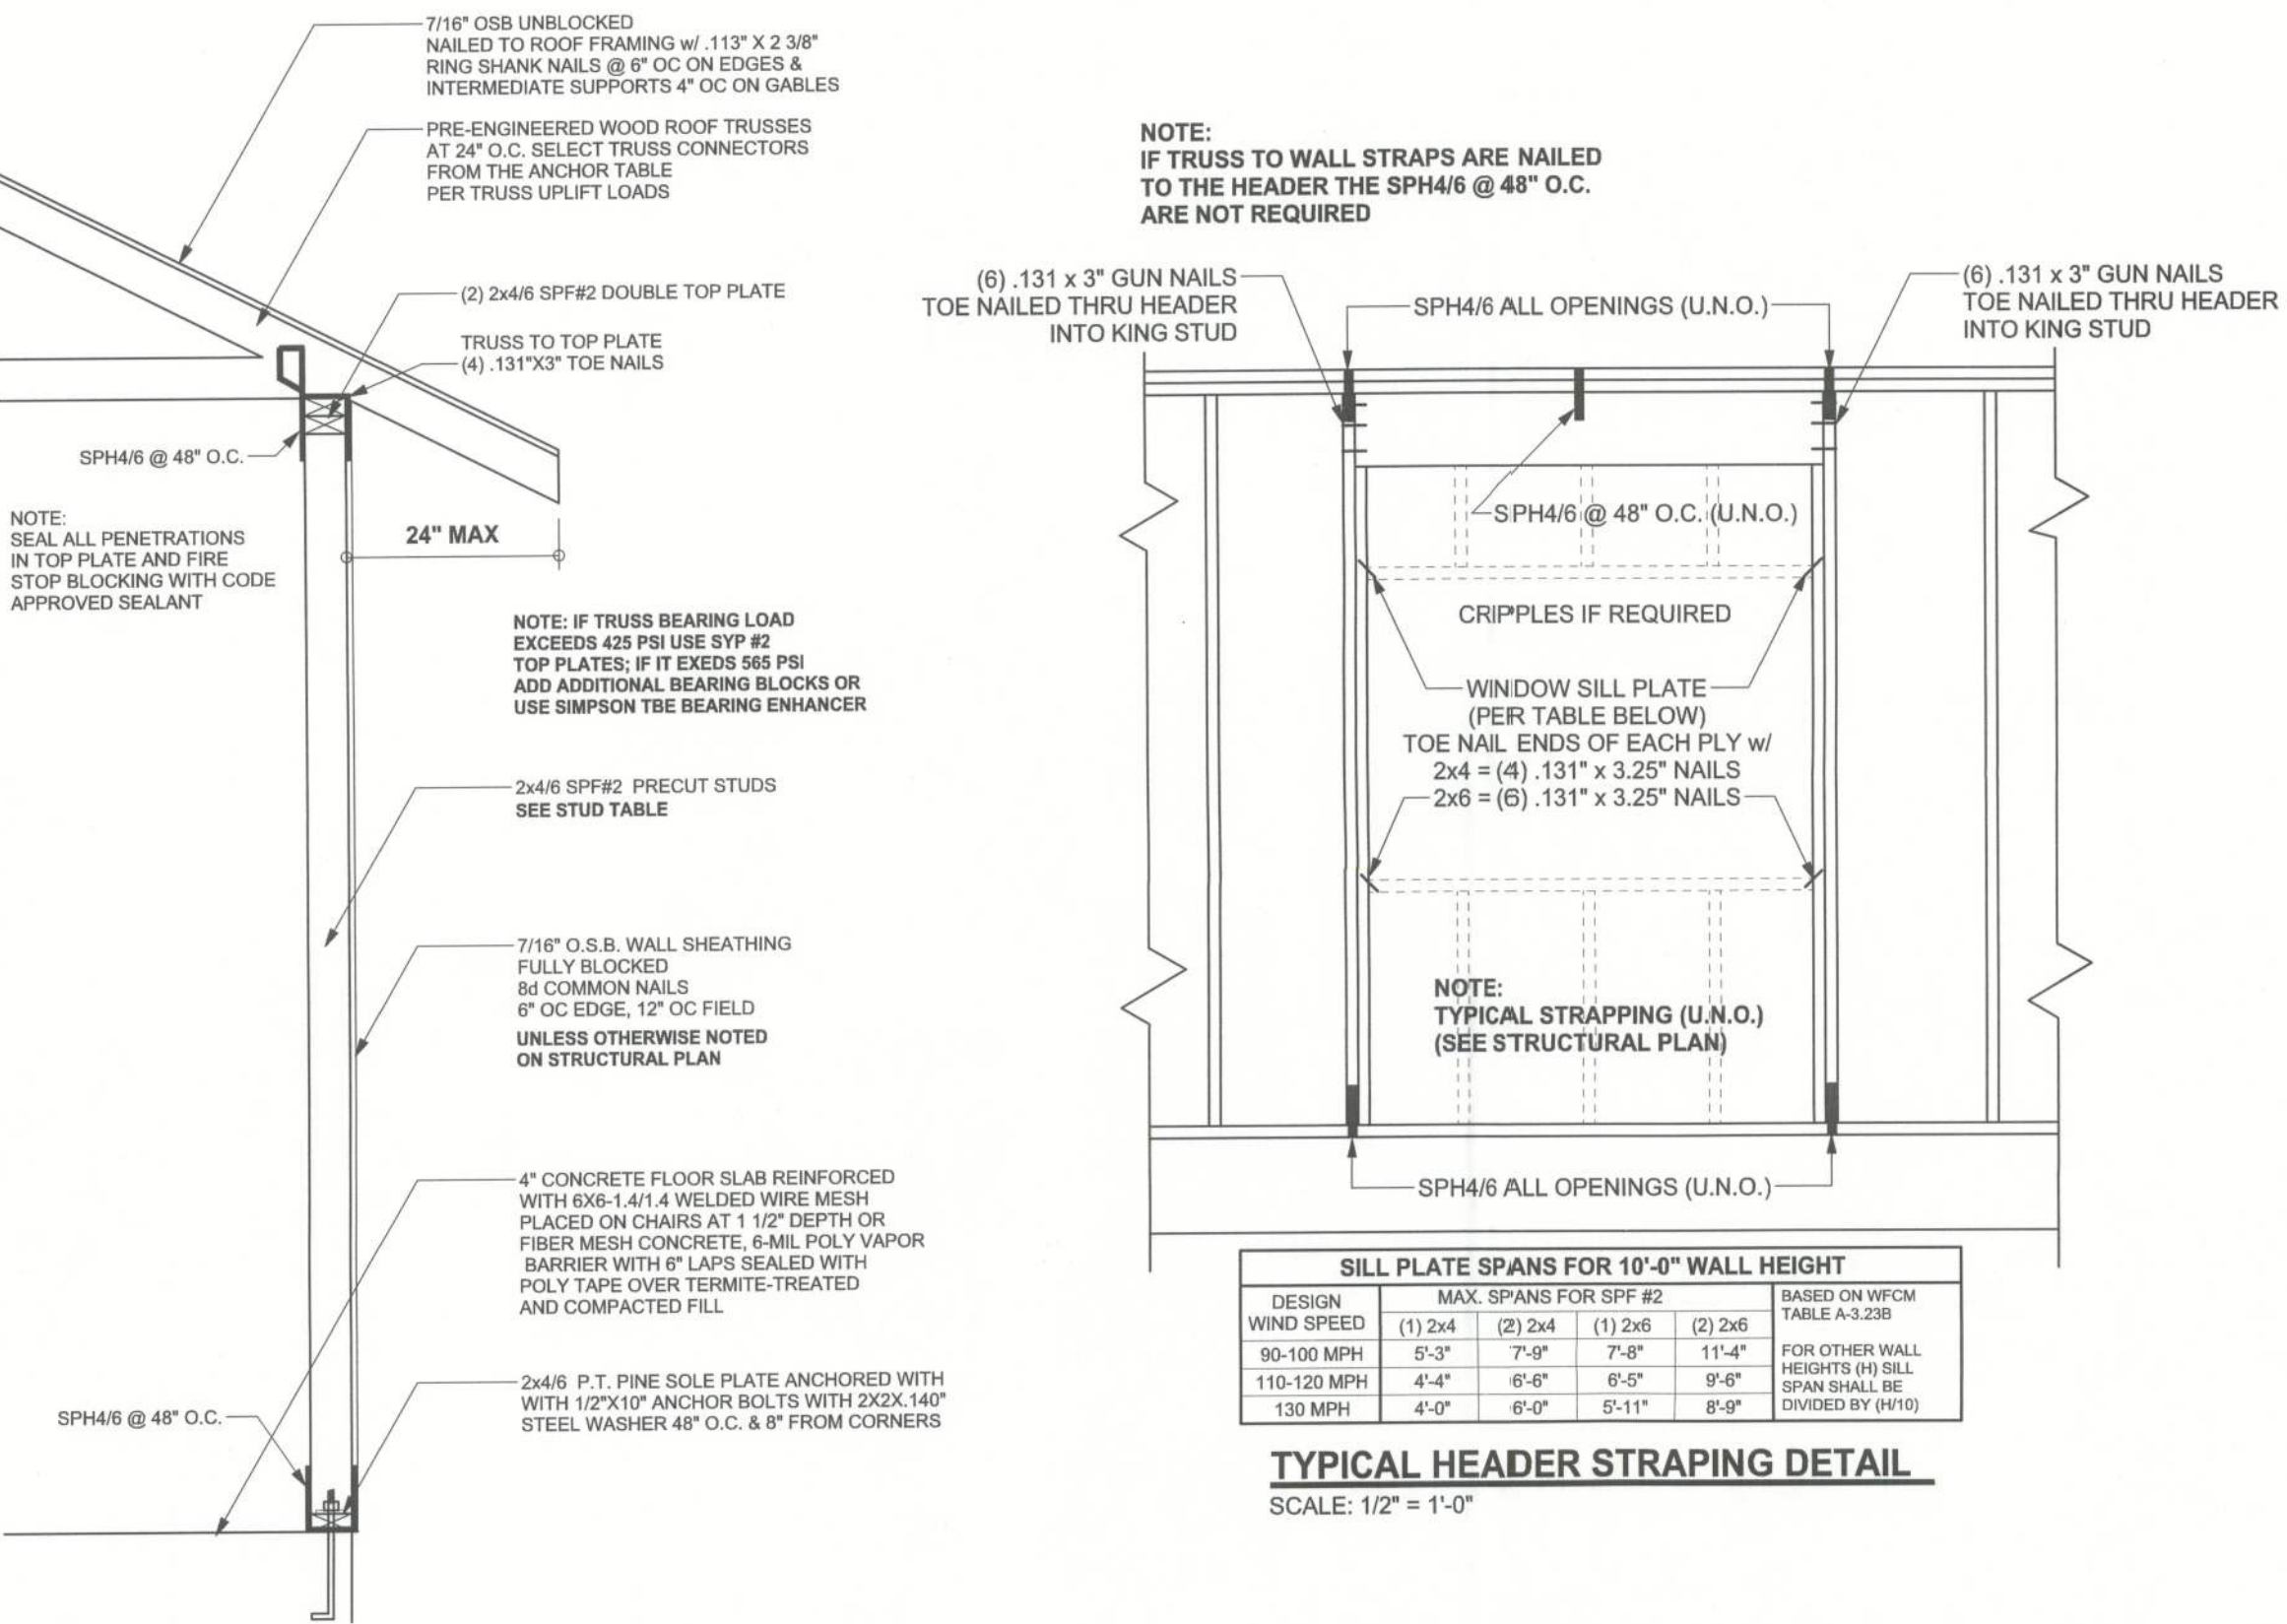 7/16" OSB UNBLOCKED
NAILED TO ROOF FRAMING w/ .113" X 2 3/8"
RING SHANK NAILS @ 6" OC ON EDGES &
INTERMEDIATE SUPPORTS 4" OC ON GABLES
PRE-ENGINEERED WOOD ROOF TRUSSES
AT 24" O.C. SELECT TRUSS CONNECTORS
FROM THE ANCHOR TABLE
PER TRUSS UPLIFT LOADS
(2) 2x4/6 SPF#2 DOUBLE TOP PLATE
TRUSS TO TOP PLATE
(4) .131"X3" TOE NAILS
SPH4/6 @ 48" O.C.
NOTE:
SEAL ALL PENETRATIONS
IN TOP PLATE AND FIRE
STOP BLOCKING WITH CODE
APPROVED SEALANT
24" MAX
NOTE: IF TRUSS BEARING LOAD
EXCEEDS 425 PSI USE SYP #2
TOP PLATES; IF IT EXEDS 565 PSI
ADD ADDITIONAL BEARING BLOCKS OR
USE SIMPSON TBE BEARING ENHANCER
2x4/6 SPF#2 PRECUT STUDS
SEE STUD TABLE
7/16" O.S.B. WALL SHEATHING
FULLY BLOCKED
8d COMMON NAILS
6" OC EDGE, 12" OC FIELD
UNLESS OTHERWISE NOTED
ON STRUCTURAL PLAN
4" CONCRETE FLOOR SLAB REINFORCED
WITH 6X6-1.4/1.4 WELDED WIRE MESH
PLACED ON CHAIRS AT 1 1/2" DEPTH OR
FIBER MESH CONCRETE, 6-MIL POLY VAPOR
BARRIER WITH 6" LAPS SEALED WITH
POLY TAPE OVER TERMITE-TREATED
AND COMPACTED FILL
2x4/6 P.T. PINE SOLE PLATE ANCHORED WITH
WITH 1/2"X10" ANCHOR BOLTS WITH 2X2X.140"
STEEL WASHER 48" O.C. & 8" FROM CORNERS
SPH4/6 @ 48" O.C.
NOTE:
IF TRUSS TO WALL STRAPS ARE NAILED
TO THE HEADER THE SPH4/6 @ 48" O.C.
ARE NOT REQUIRED
(6) .131 x 3" GUN NAILS
TOE NAILED THRU HEADER
INTO KING STUD
SPH4/6 ALL OPENINGS (U.N.O.)
(6) .131 x 3" GUN NAILS
TOE NAILED THRU HEADER
INTO KING STUD
SPH4/6 @ 48" O.C. (U.N.O.)
CRIPPLES IF REQUIRED
WINDOW SILL PLATE
(PER TABLE BELOW)
TOE NAIL ENDS OF EACH PLY w/
2x4 = (4) .131" x 3.25" NAILS
2x6 = (6) .131" x 3.25" NAILS
NOTE:
TYPICAL STRAPPING (U.N.O.)
(SEE STRUCTURAL PLAN)
SPH4/6 ALL OPENINGS (U.N.O.)
SILL PLATE SPANS FOR 10'-0" WALL HEIGHT
DESIGN WIND SPEED MAX. SPANS FOR SPF #2
(1) 2x4 (2) 2x4 (1) 2x6 (2) 2x6
90-100 MPH 5'-3" 7'-9" 7'-8" 11'-4"
110-120 MPH 4'-4" 6'-6" 6'-5" 9'-6"
130 MPH 4'-0" 6'-0" 5'-11" 8'-9"
BASED ON WFCM
TABLE A-3.23B
FOR OTHER WALL
HEIGHTS (H) SILL
SPAN SHALL BE
DIVIDED BY (H/10)
TYPICAL HEADER STRAPING DETAIL
SCALE: 1/2" = 1'-0"